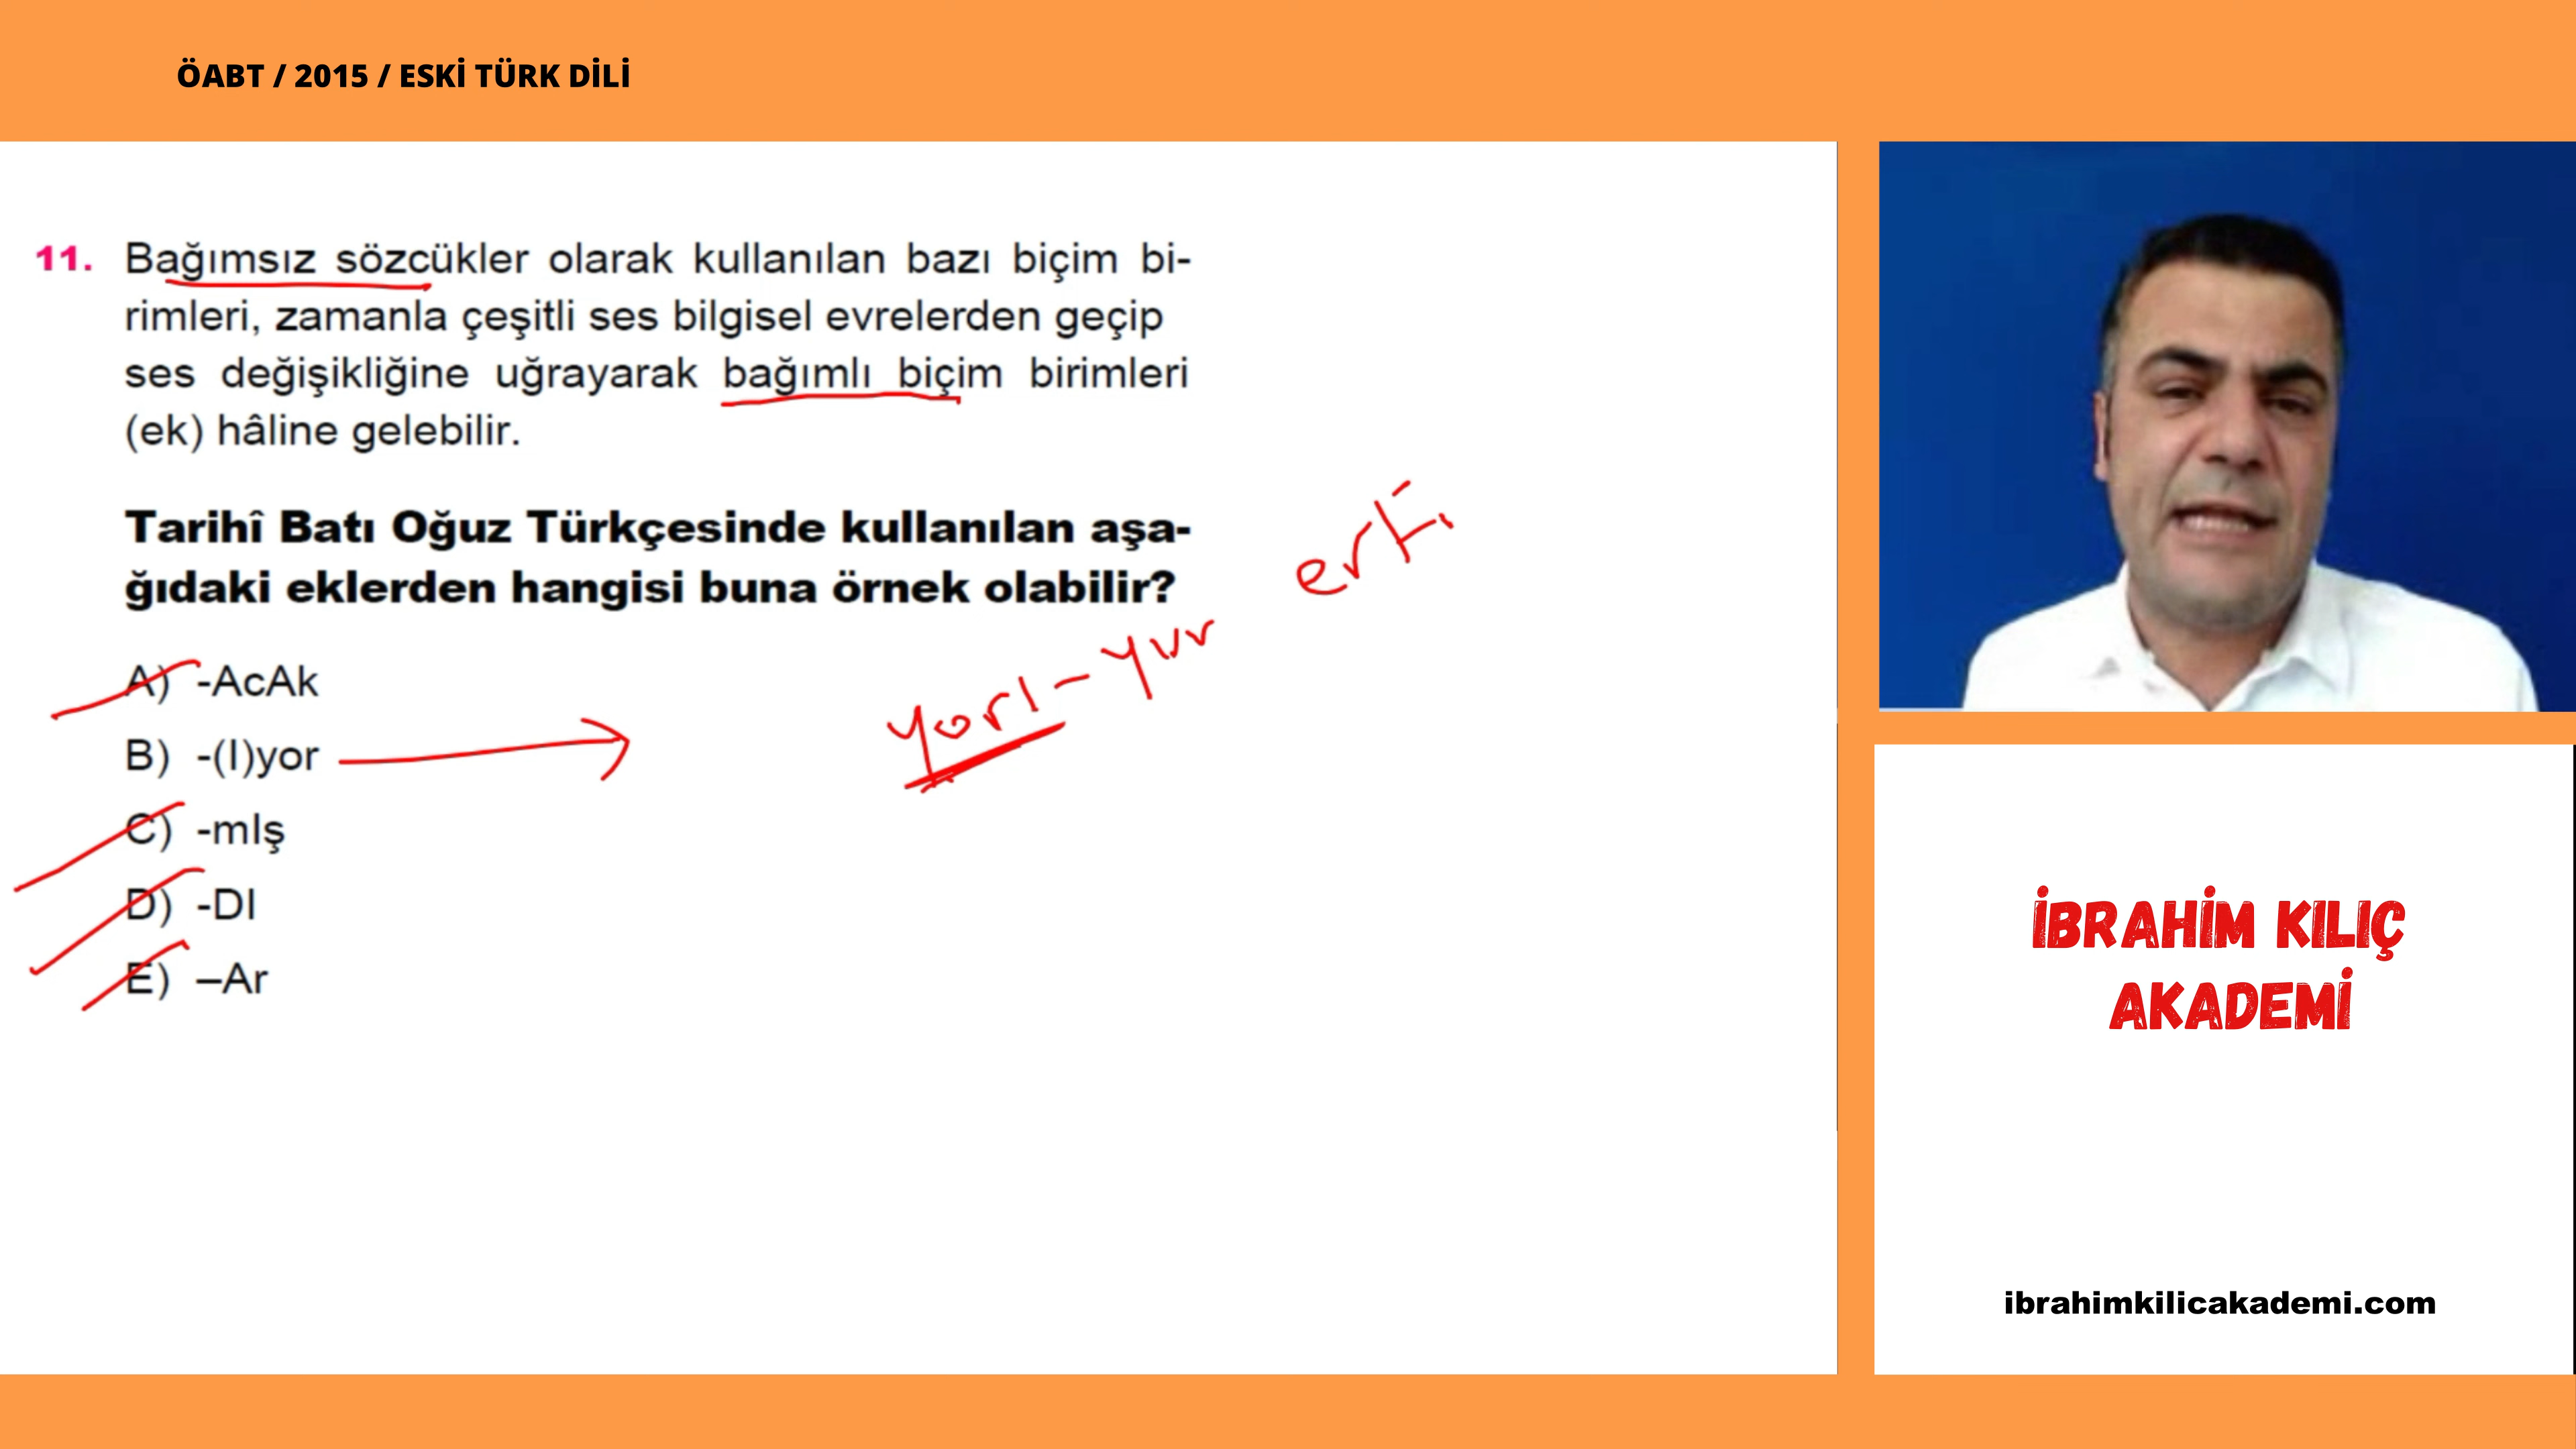 ÖABT / 2015 / ESKİ TÜRK DİLİ
11. Bağımsız sözcükler olarak kullanılan bazı biçim bi-
rimleri, zamanla çeşitli ses bilgisel evrelerden geçip
ses değişikliğine uğrayarak bağımlı biçim birimleri
(ek) hâline gelebilir.
Tarihî Batı Oğuz Türkçesinde kullanılan aşa-
ğıdaki eklerden hangisi buna örnek olabilir?
A) -AcAk
B) -(I)yor
C) -mIş
D) -DI
E) –Ar
yorı-yur
İBRAHİM KILIÇ
AKADEMİ
ibrahimkilicakademi.com